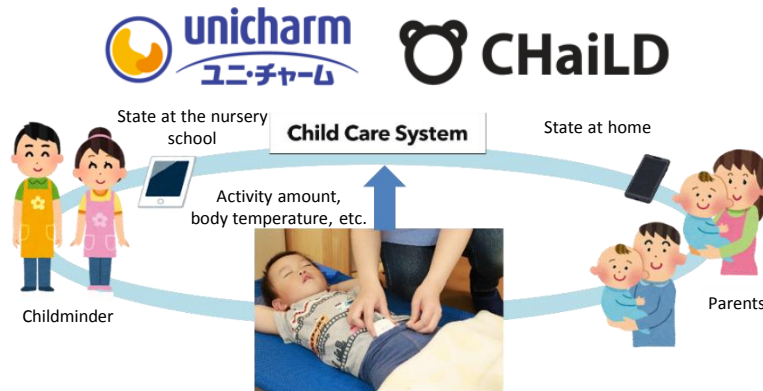 unicharm
ユニ・チャーム
CHaiLD
State at the nursery
school
Child Care System
State at home
Activity amount,
body temperature, etc.
Childminder
Parents